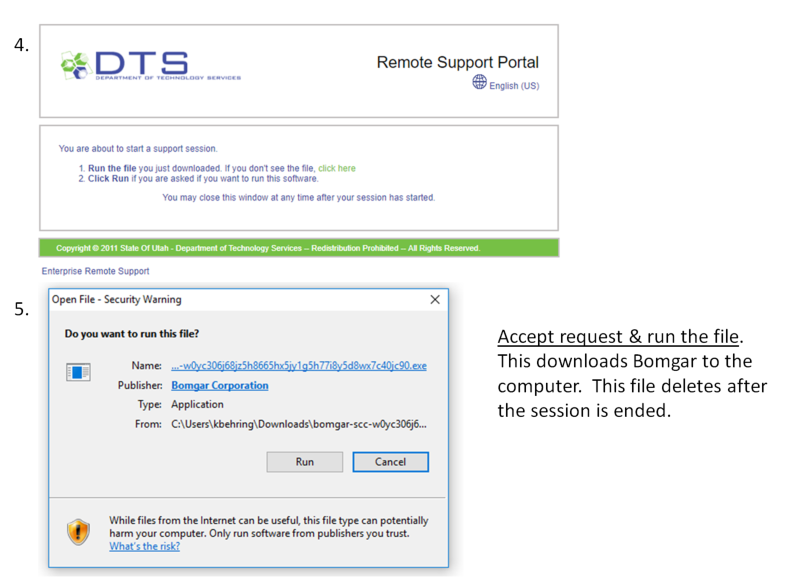 4.
DTS
DEPARTMENT OF TECHNOLOGY SERVICES
Remote Support Portal
English (US)
You are about to start a support session.
1. Run the file you just downloaded. If you don't see the file, click here
2. Click Run if you are asked if you want to run this software.
You may close this window at any time after your session has started.
Copyright © 2011 State Of Utah - Department of Technology Services -- Redistribution Prohibited -- All Rights Reserved.
Enterprise Remote Support
5.
Open File - Security Warning
Do you want to run this file?
Name: ...-w0yc306j68jz5h8665hx5jy1g5h77i8y5d8wx7c40jc90.exe
Publisher: Bomgar Corporation
Type: Application
From: C:\Users\kbehring\Downloads\bomgar-scc-w0yc306j6...
Run Cancel
While files from the Internet can be useful, this file type can potentially
harm your computer. Only run software from publishers you trust.
What's the risk?
Accept request & run the file.
This downloads Bomgar to the
computer. This file deletes after
the session is ended.